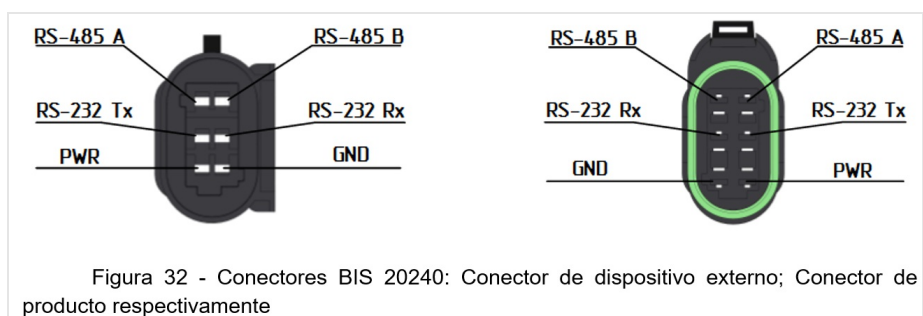 RS-485 A RS-485 B
RS-232 Tx RS-232 Rx
PWR GND
RS-485 B RS-485 A
RS-232 Rx RS-232 Tx
GND PWR
Figura 32 - Conectores BIS 20240: Conector de dispositivo externo; Conector de
producto respectivamente